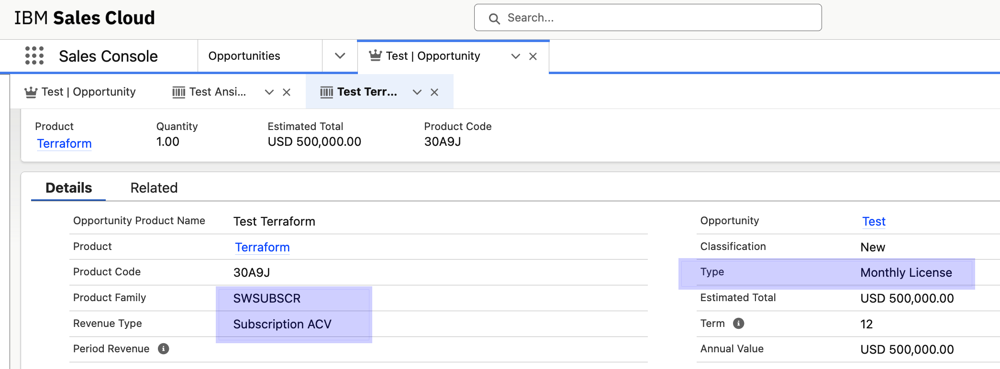 IBM Sales Cloud
Search...
Sales Console
Opportunities
Test | Opportunity
Test | Opportunity
Test Ansi...
Test Terr...
Product
Quantity
Estimated Total
Product Code
Terraform
1.00
USD 500,000.00
30A9J
Details
Related
Opportunity Product Name
Test Terraform
Opportunity
Test
Product
Terraform
Classification
New
Product Code
30A9J
Type
Monthly License
Product Family
SWSUBSCR
Estimated Total
USD 500,000.00
Revenue Type
Subscription ACV
Term
12
Period Revenue
Annual Value
USD 500,000.00